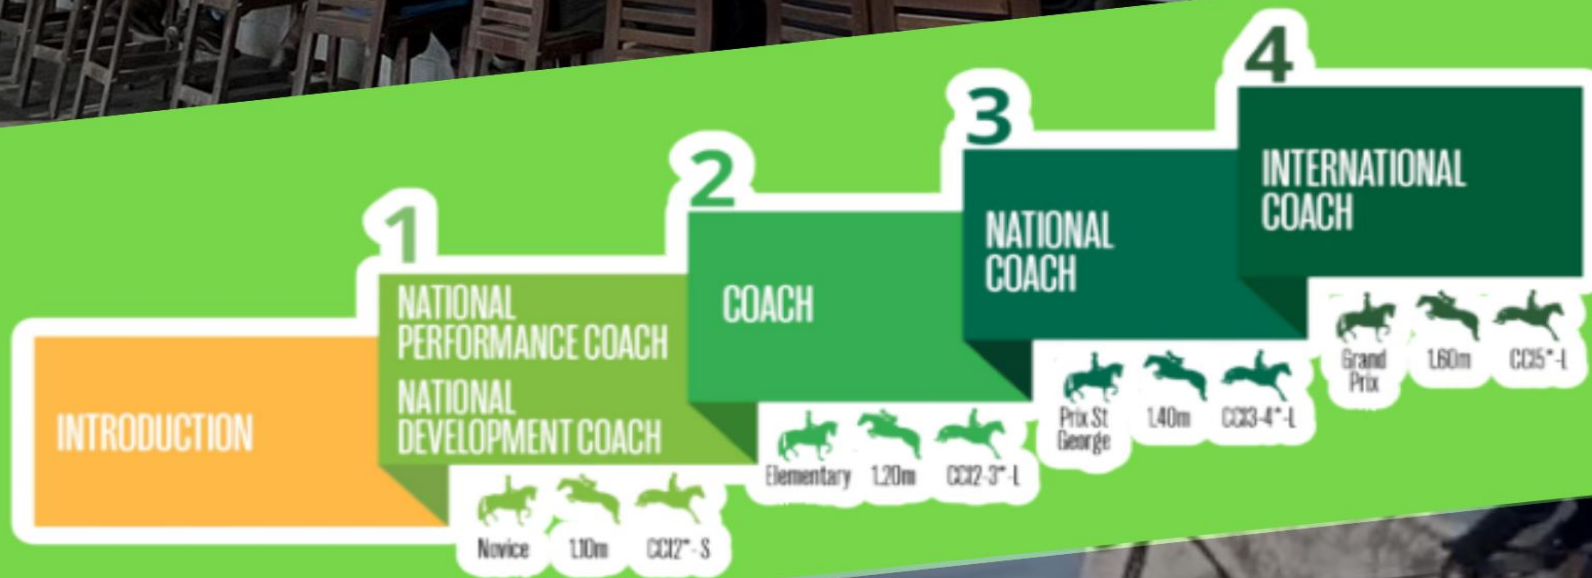 INTRODUCTION
1
NATIONAL
PERFORMANCE COACH
NATIONAL
DEVELOPMENT COACH
Novice
1.10m
CCI2*-S
2
COACH
Elementary
1.20m
CCI2-3*-L
3
NATIONAL
COACH
Prix St
George
1.40m
CCI3-4*-L
4
INTERNATIONAL
COACH
Grand
Prix
1.60m
CCI5*-L